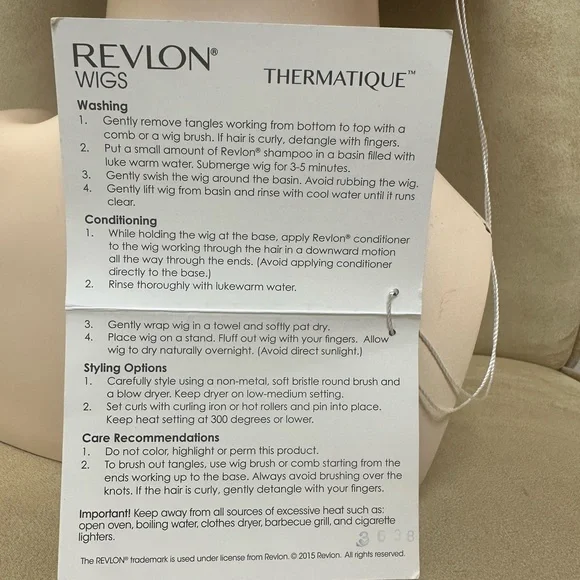 REVLON®
WIGS
THERMATIQUE™
Washing
1. Gently remove tangles working from bottom to top with a
comb or a wig brush. If hair is curly, detangle with fingers.
2. Put a small amount of Revlon® shampoo in a basin filled with
luke warm water. Submerge wig for 3-5 minutes.
3. Gently swish the wig around the basin. Avoid rubbing the wig.
4. Gently lift wig from basin and rinse with cool water until it runs
clear.
Conditioning
1. While holding the wig at the base, apply Revlon® conditioner
to the wig working through the hair in a downward motion
all the way through the ends. (Avoid applying conditioner
directly to the base.)
2. Rinse thoroughly with lukewarm water.
3. Gently wrap wig in a towel and softly pat dry.
4. Place wig on a stand. Fluff out wig with your fingers. Allow
wig to dry naturally overnight. (Avoid direct sunlight.)
Styling Options
1. Carefully style using a non-metal, soft bristle round brush and
a blow dryer. Keep dryer on low-medium setting.
2. Set curls with curling iron or hot rollers and pin into place.
Keep heat setting at 300 degrees or lower.
Care Recommendations
1. Do not color, highlight or perm this product.
2. To brush out tangles, use wig brush or comb starting from the
ends working up to the base. Always avoid brushing over the
knots. If the hair is curly, gently detangle with your fingers.
Important! Keep away from all sources of excessive heat such as:
open oven, boiling water, clothes dryer, barbecue grill, and cigarette
lighters.
The REVLON® trademark is used under license from Revlon. © 2015 Revlon. All rights reserved.